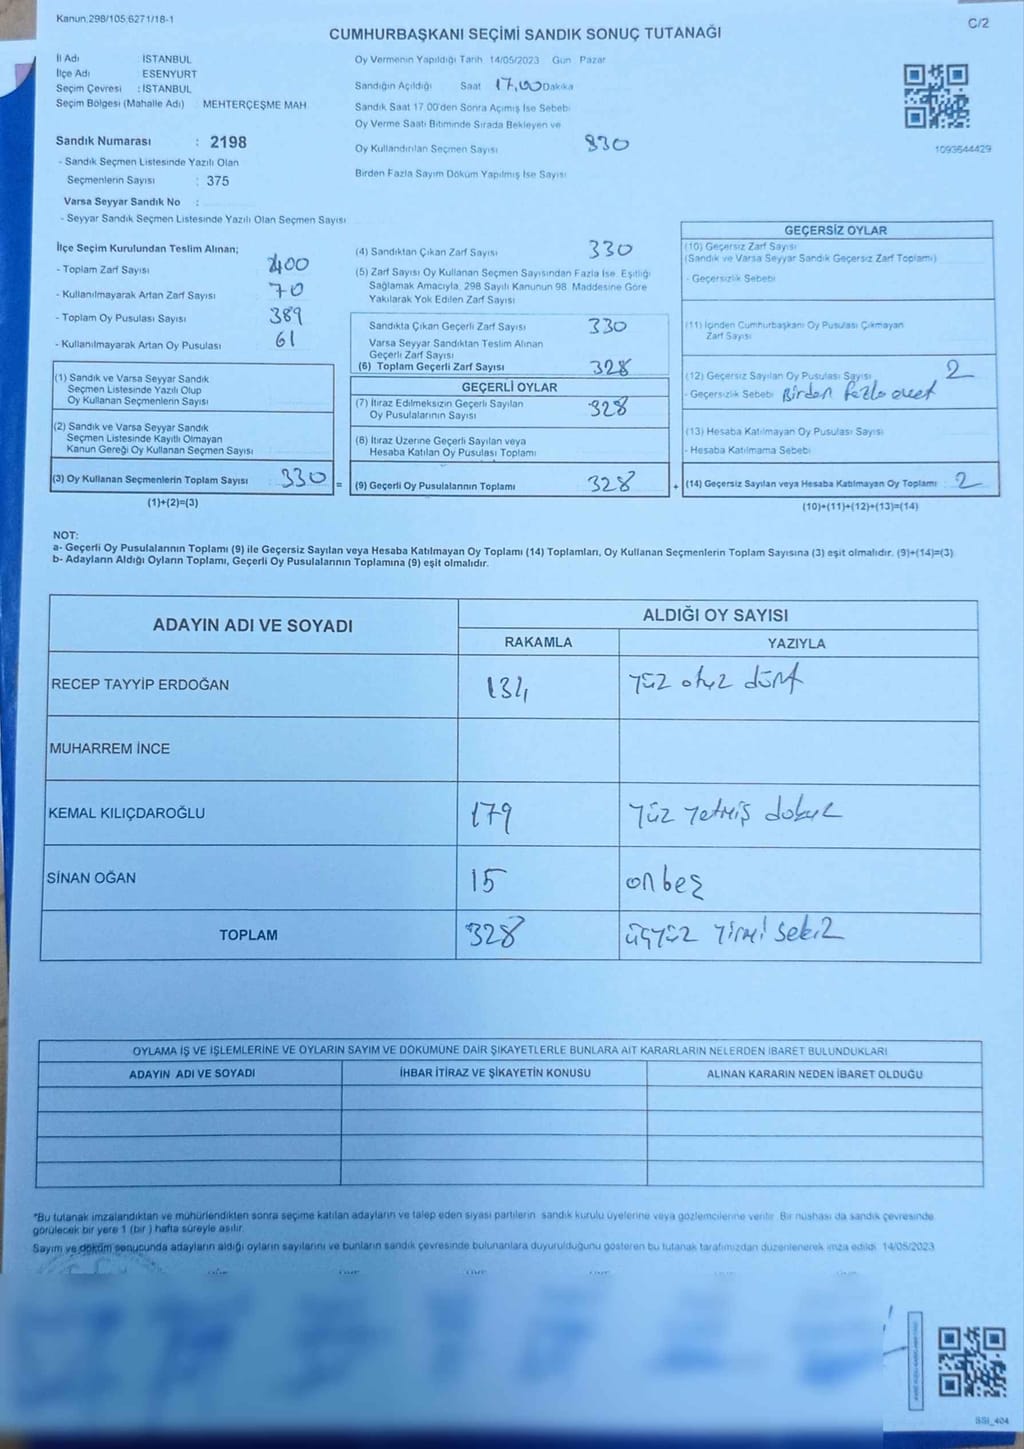 Kanun.298/105.6271/18-1
C/2
CUMHURBAŞKANI SEÇİMİ SANDIK SONUÇ TUTANAĞI
İl Adı : İSTANBUL
İlçe Adı : ESENYURT
Seçim Çevresi : İSTANBUL
Seçim Bölgesi (Mahalle Adı) : MEHTERÇEŞME MAH.
Sandık Numarası : 2198
- Sandık Seçmen Listesinde Yazılı Olan
Seçmenlerin Sayısı : 375
Varsa Seyyar Sandık No :
- Seyyar Sandık Seçmen Listesinde Yazılı Olan Seçmen Sayısı
Oy Vermenin Yapıldığı Tarih 14/05/2023 Gün Pazar
Sandığın Açıldığı Saat 17,00 Dakika
Sandık Saat 17.00'den Sonra Açımış İse Sebebi
Oy Verme Saati Bitiminde Sırada Bekleyen ve
Oy Kullandırılan Seçmen Sayısı 330
Birden Fazla Sayım Döküm Yapılmış İse Sayısı
1093644429
İlçe Seçim Kurulundan Teslim Alınan;
- Toplam Zarf Sayısı 400
- Kullanılmayarak Artan Zarf Sayısı 70
- Toplam Oy Pusulası Sayısı 389
- Kullanılmayarak Artan Oy Pusulası 61
(1) Sandık ve Varsa Seyyar Sandık
Seçmen Listesinde Yazılı Olup
Oy Kullanan Seçmenlerin Sayısı
(2) Sandık ve Varsa Seyyar Sandık
Seçmen Listesinde Kayıtlı Olmayan
Kanun Gereği Oy Kullanan Seçmen Sayısı
(3) Oy Kullanan Seçmenlerin Toplam Sayısı 330 =
(1)+(2)=(3)
(4) Sandıktan Çıkan Zarf Sayısı 330
(5) Zarf Sayısı Oy Kullanan Seçmen Sayısından Fazla İse, Eşitliği
Sağlamak Amacıyla, 298 Sayılı Kanunun 98. Maddesine Göre
Yakılarak Yok Edilen Zarf Sayısı
Sandıkta Çıkan Geçerli Zarf Sayısı 330
Varsa Seyyar Sandıktan Teslim Alınan
Geçerli Zarf Sayısı
(6) Toplam Geçerli Zarf Sayısı 328
GEÇERLİ OYLAR
(7) İtiraz Edilmeksizin Geçerli Sayılan
Oy Pusulalarının Sayısı 328
(8) İtiraz Üzerine Geçerli Sayılan veya
Hesaba Katılan Oy Pusulası Toplamı
(9) Geçerli Oy Pusulalarının Toplamı 328 +
GEÇERSİZ OYLAR
(10) Geçersiz Zarf Sayısı
(Sandık ve Varsa Seyyar Sandık Geçersiz Zarf Toplamı)
- Geçersizlik Sebebi
(11) İçinden Cumhurbaşkanı Oy Pusulası Çıkmayan
Zarf Sayısı
(12) Geçersiz Sayılan Oy Pusulası Sayısı 2
- Geçersizlik Sebebi Birden fazla evet
(13) Hesaba Katılmayan Oy Pusulası Sayısı
- Hesaba Katılmama Sebebi
(14) Geçersiz Sayılan veya Hesaba Katılmayan Oy Toplamı 2
(10)+(11)+(12)+(13)=(14)
NOT:
a- Geçerli Oy Pusulalarının Toplamı (9) ile Geçersiz Sayılan veya Hesaba Katılmayan Oy Toplamı (14) Toplamları, Oy Kullanan Seçmenlerin Toplam Sayısına (3) eşit olmalıdır. (9)+(14)=(3)
b- Adayların Aldığı Oyların Toplamı, Geçerli Oy Pusulalarının Toplamına (9) eşit olmalıdır.
ADAYIN ADI VE SOYADI
ALDIĞI OY SAYISI
RAKAMLA YAZIYLA
RECEP TAYYİP ERDOĞAN 134 Yüz otuz dört
MUHARREM İNCE
KEMAL KILIÇDAROĞLU 179 Yüz Yetmiş dokuz
SİNAN OĞAN 15 on beş
TOPLAM 328 üçyüz Yirmi sekiz
OYLAMA İŞ VE İŞLEMLERİNE VE OYLARIN SAYIM VE DÖKÜMÜNE DAİR ŞİKAYETLERLE BUNLARA AİT KARARLARIN NELERDEN İBARET BULUNDUKLARI
ADAYIN ADI VE SOYADI İHBAR İTİRAZ VE ŞİKAYETİN KONUSU ALINAN KARARIN NEDEN İBARET OLDUĞU
*Bu tutanak imzalandıktan ve mühürlendikten sonra seçime katılan adayların ve talep eden siyasi partilerin sandık kurulu üyelerine veya gözlemcilerine verilir. Bir nüshası da sandık çevresinde
görülecek bir yere 1 (bir ) hafta süreyle asılır.
Sayım ve döküm sonucunda adayların aldığı oyların sayılarını ve bunların sandık çevresinde bulunanlara duyurulduğunu gösteren bu tutanak tarafımızdan düzenlenerek imza edildi. 14/05/2023
SSI_404